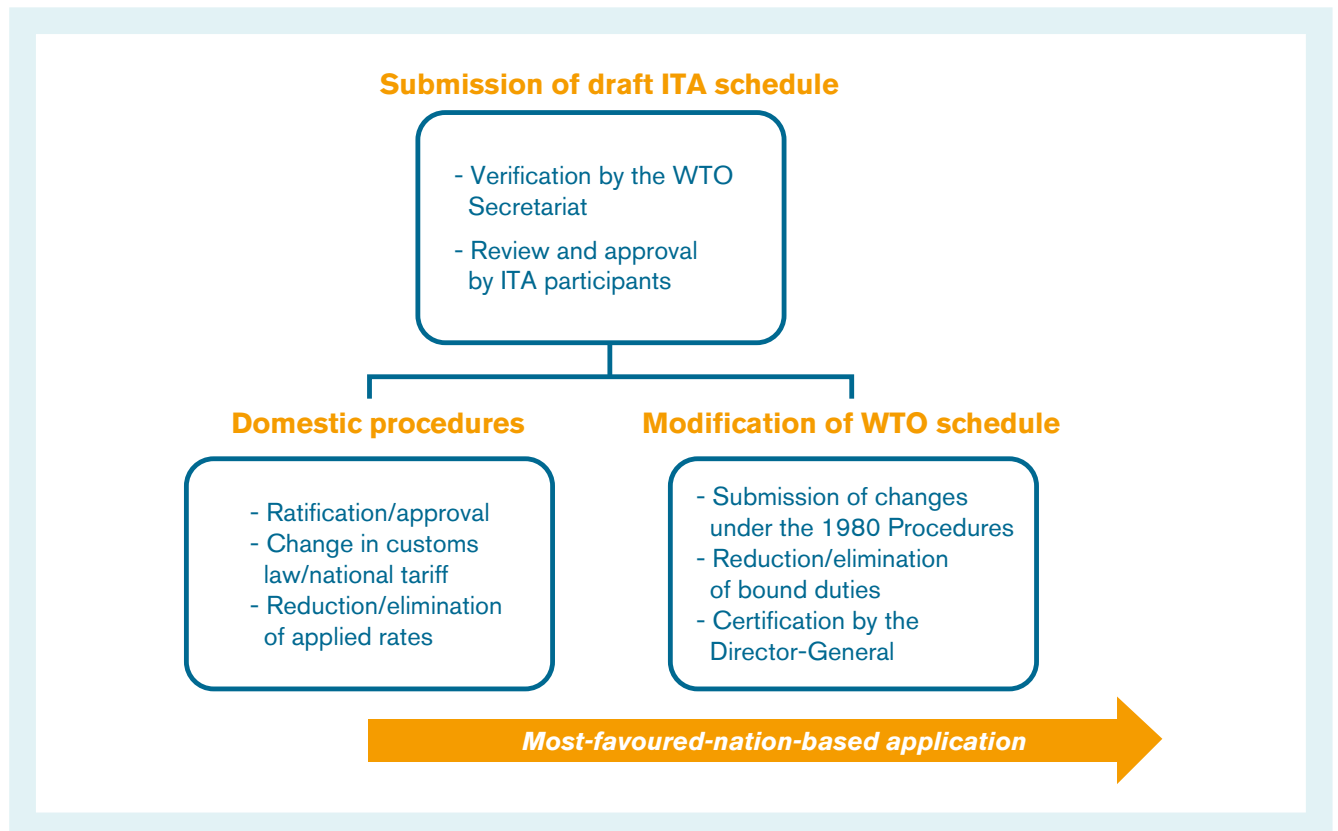 Submission of draft ITA schedule
- Verification by the WTO
Secretariat
- Review and approval
by ITA participants
Domestic procedures
- Ratification/approval
- Change in customs
law/national tariff
- Reduction/elimination
of applied rates
Modification of WTO schedule
- Submission of changes
under the 1980 Procedures
- Reduction/elimination
of bound duties
- Certification by the
Director-General
Most-favoured-nation-based application